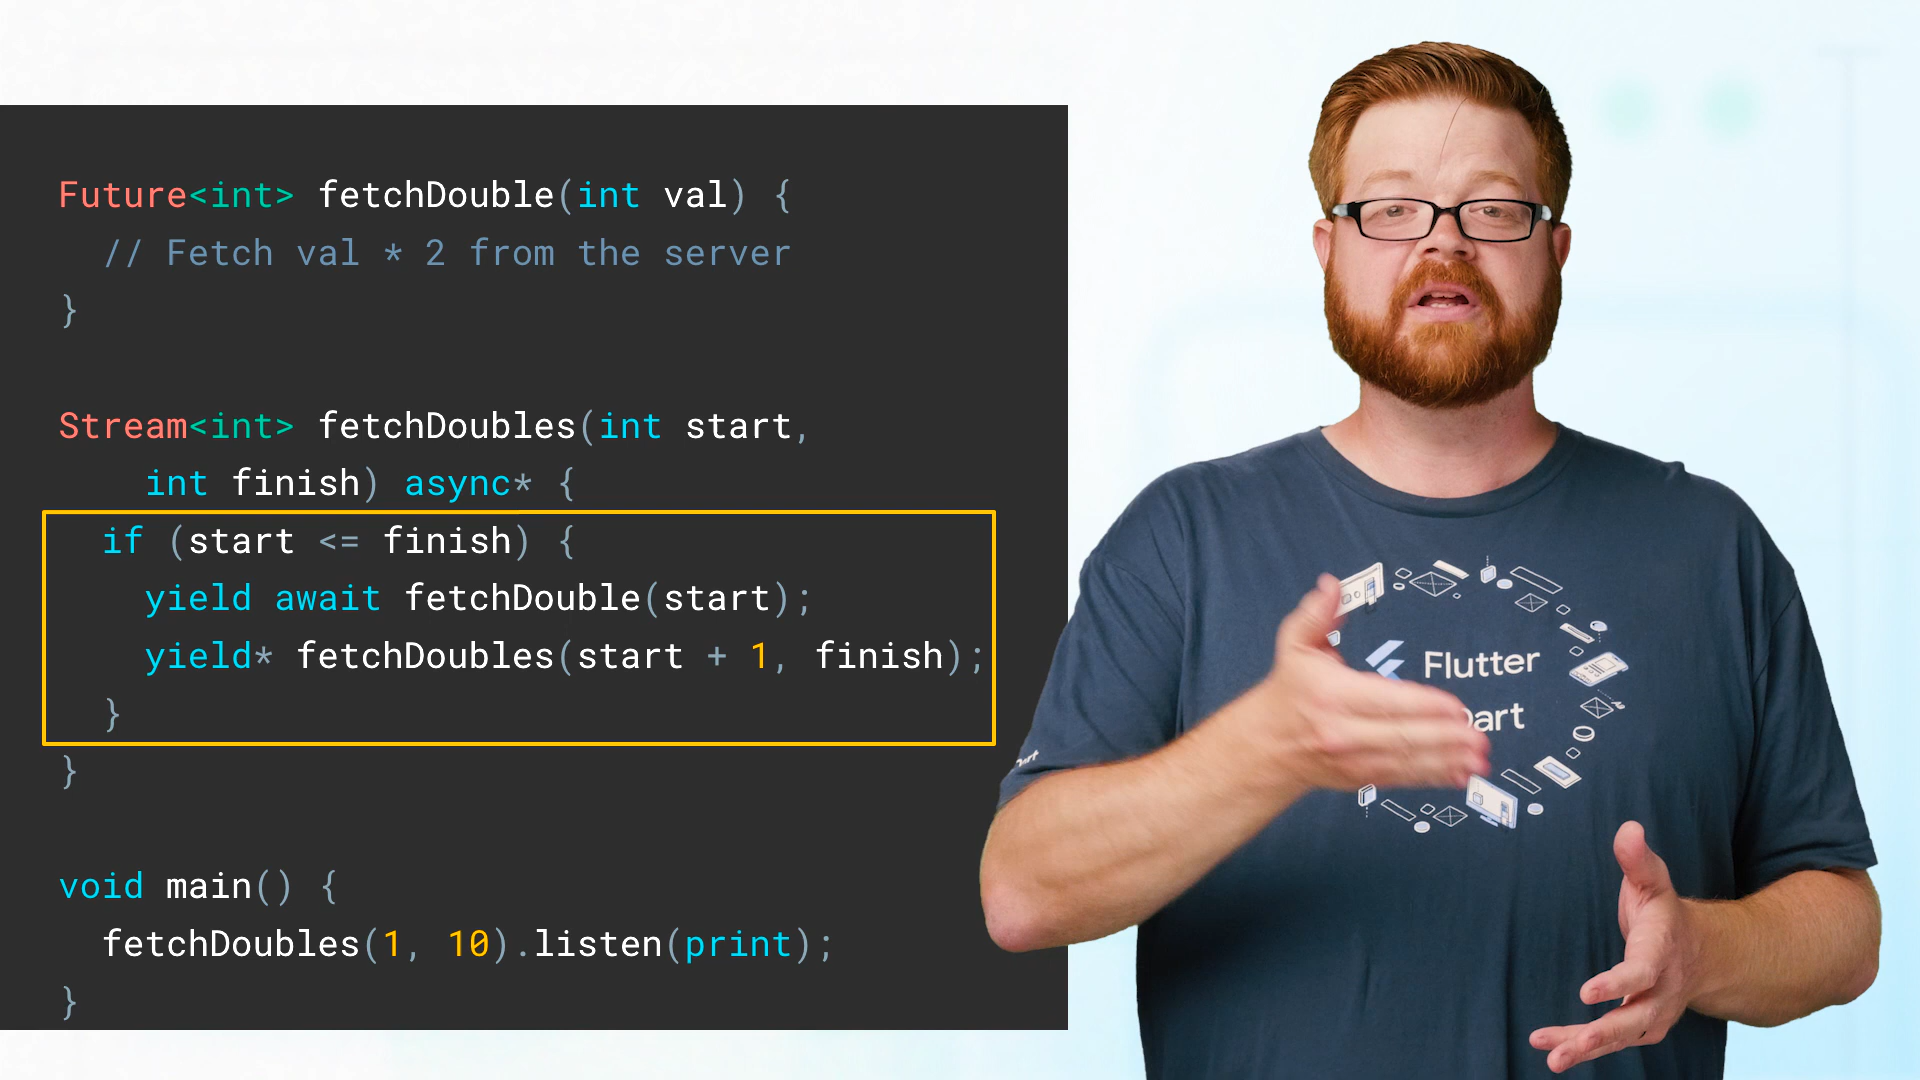 Future<int> fetchDouble(int val) {
// Fetch val * 2 from the server
}
Stream<int> fetchDoubles(int start,
int finish) async* {
if (start <= finish) {
yield await fetchDouble(start);
yield* fetchDoubles(start + 1, finish);
}
}
void main() {
fetchDoubles(1, 10).listen(print);
}
Flutter